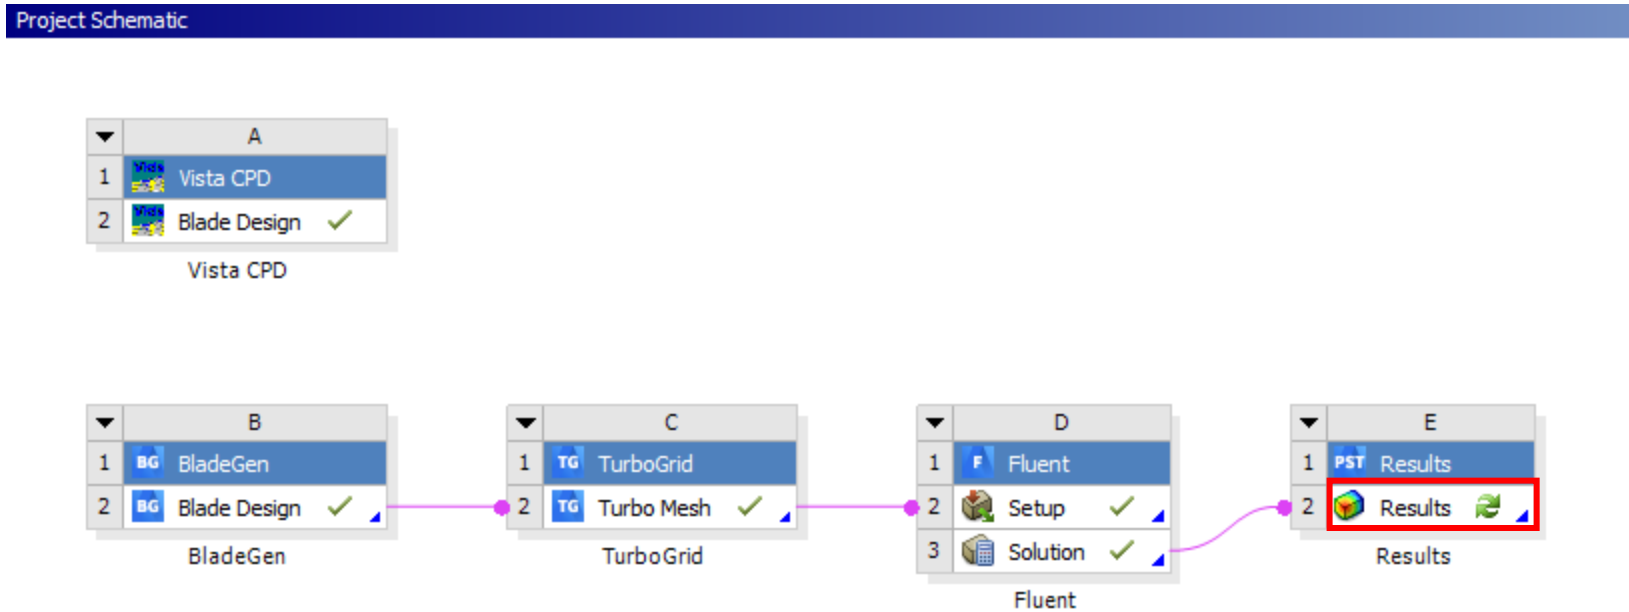 Project Schematic
A
1 Vista CPD
2 Blade Design
Vista CPD
B
1 BG BladeGen
2 BG Blade Design
BladeGen
C
1 TG TurboGrid
2 TG Turbo Mesh
TurboGrid
D
1 F Fluent
2 Setup
3 Solution
Fluent
E
1 PST Results
2 Results
Results